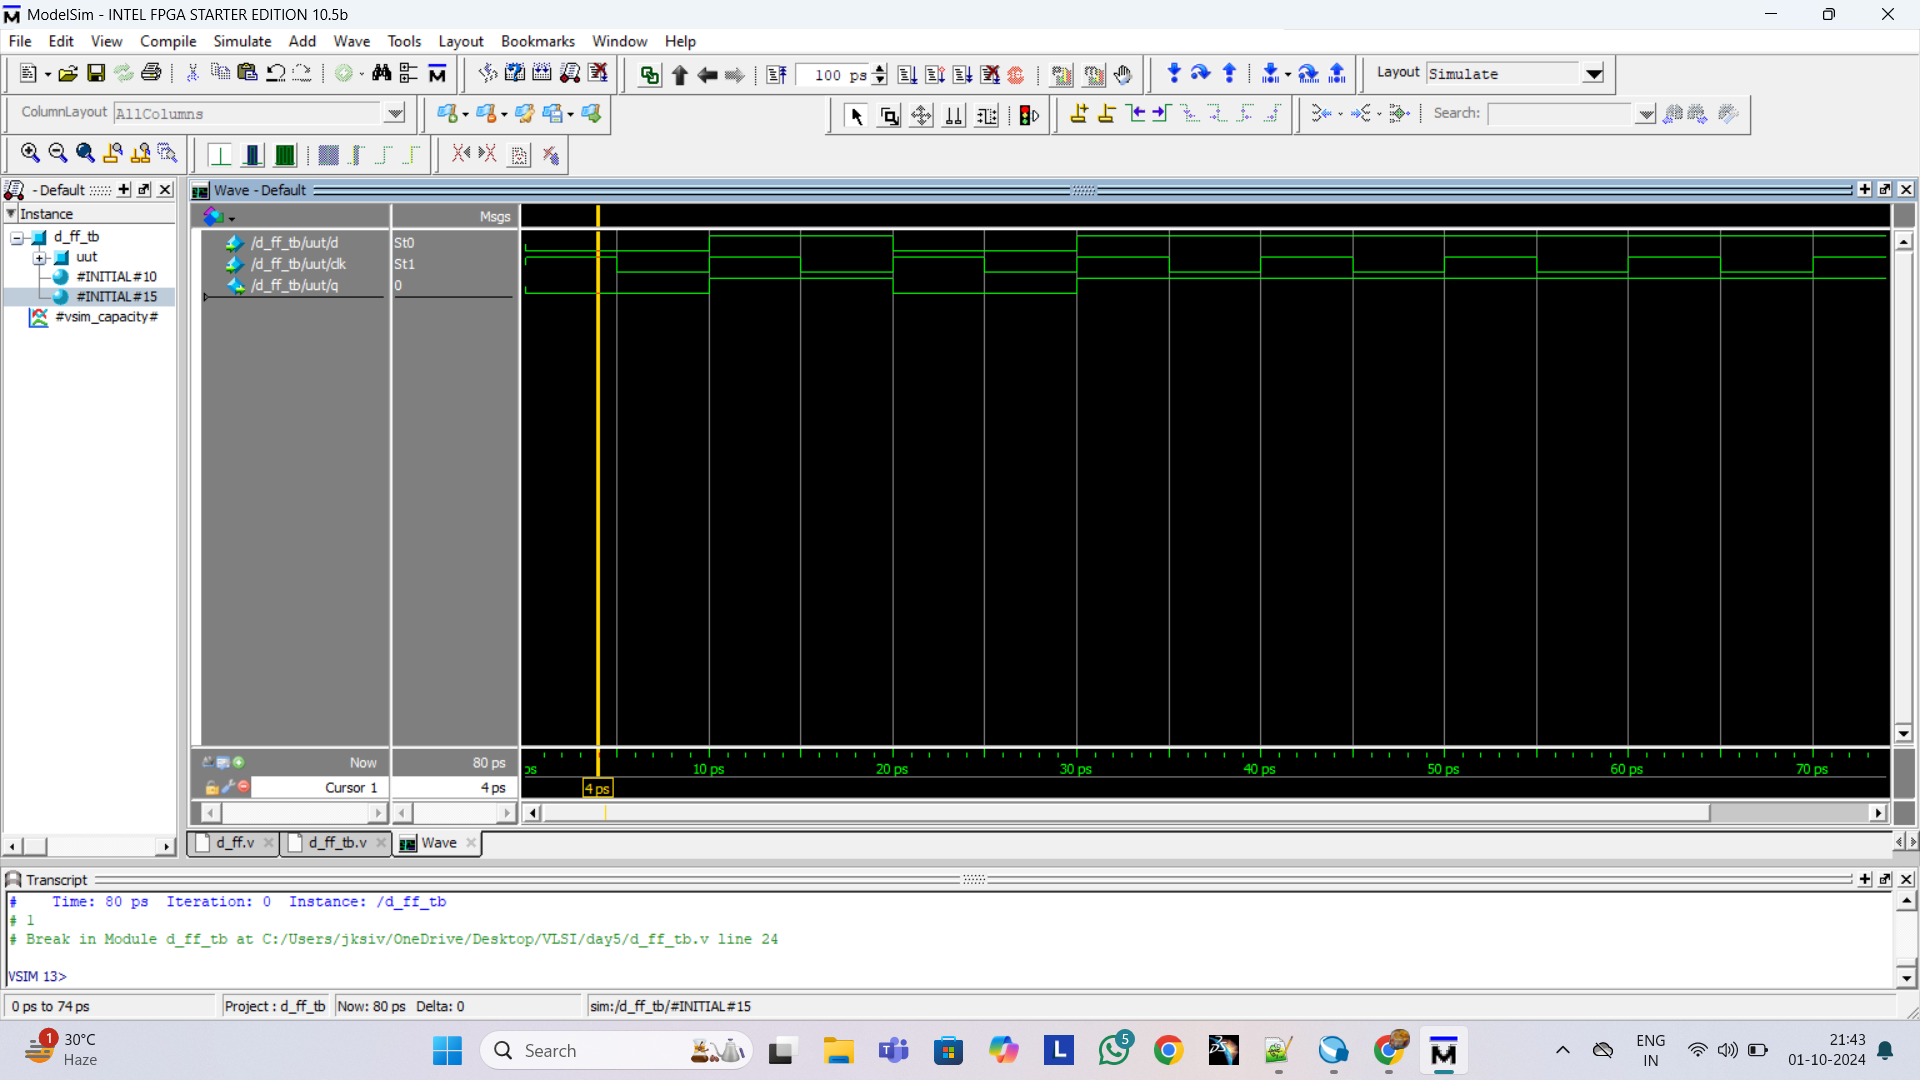 ModelSim - INTEL FPGA STARTER EDITION 10.5b
File Edit View Compile Simulate Add Wave Tools Layout Bookmarks Window Help
100 ps
Layout Simulate
ColumnLayout AllColumns
Search:
- Default
Wave - Default
Instance
Msgs
d_ff_tb
uut
#INITIAL#10
#INITIAL#15
#vsim_capacity#
/d_ff_tb/uut/d St0
/d_ff_tb/uut/clk St1
/d_ff_tb/uut/q 0
Now 80 ps
ps 10 ps 20 ps 30 ps 40 ps 50 ps 60 ps 70 ps
Cursor 1 4 ps
4 ps
d_ff.v d_ff_tb.v Wave
Transcript
# Time: 80 ps Iteration: 0 Instance: /d_ff_tb
# 1
# Break in Module d_ff_tb at C:/Users/jksiv/OneDrive/Desktop/VLSI/day5/d_ff_tb.v line 24
VSIM 13>
0 ps to 74 ps Project : d_ff_tb Now: 80 ps Delta: 0 sim:/d_ff_tb/#INITIAL#15
1
30°C
Haze
Search
L
5
ENG
IN
21:43
01-10-2024